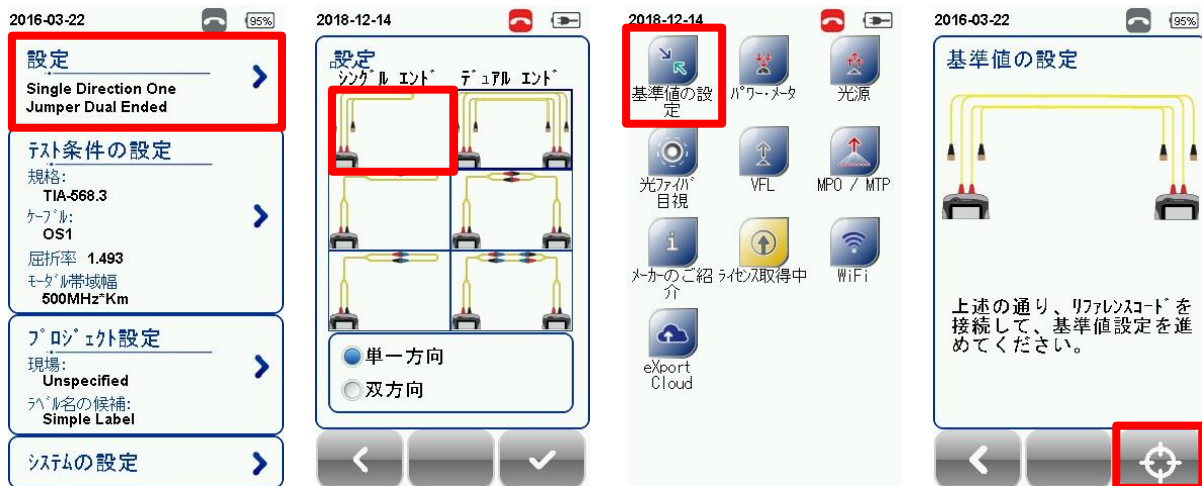 2016-03-22
95%
設定
Single Direction One
Jumper Dual Ended
ﾃｽﾄ条件の設定
規格:
TIA-568.3
ｹｰﾌﾞﾙ:
OS1
屈折率 1.493
ﾓｰﾀﾞﾙ帯域幅
500MHz*Km
ﾌﾟﾛｼﾞｪｸﾄ設定
現場:
Unspecified
ﾗﾍﾞﾙ名の候補:
Simple Label
ｼｽﾃﾑの設定
2018-12-14
設定
ｼﾝｸﾞﾙ ｴﾝﾄﾞ ﾃﾞｭｱﾙ ｴﾝﾄﾞ
単一方向
双方向
2018-12-14
基準値の設定
ﾊﾟﾜｰ･ﾒｰﾀ
光源
光ﾌｧｲﾊﾞ
目視
VFL
MPO / MTP
ﾒｰｶｰのご紹介
ﾗｲｾﾝｽ取得中
WiFi
eXport
Cloud
2016-03-22
95%
基準値の設定
上述の通り、ﾘﾌｧﾚﾝｽｺｰﾄﾞを
接続して、基準値設定を進
めてください。